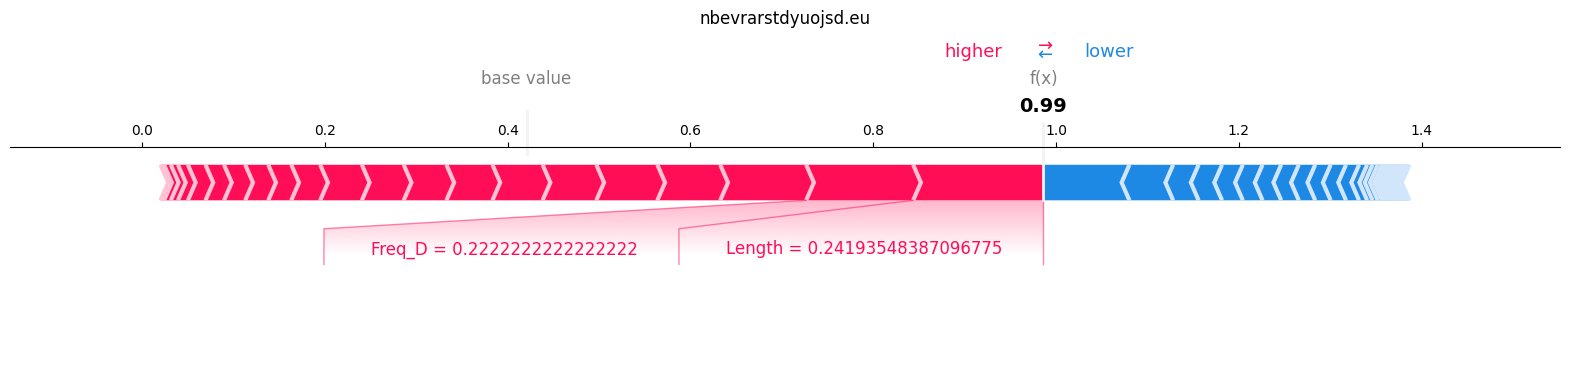 nbevrarstdyuojsd.eu
higher ⇄ lower
base value f(x)
0.99
0.0 0.2 0.4 0.6 0.8 1.0 1.2 1.4
Freq_D = 0.2222222222222222 Length = 0.24193548387096775